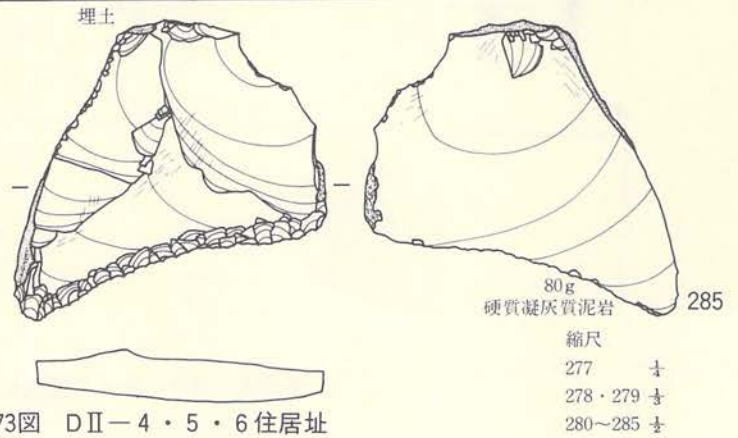 埋土
80g
硬質凝灰質泥岩
285
縮尺
277 1/4
278・279 1/3
280～285 1/2
73図 DⅡ―4・5・6住居址